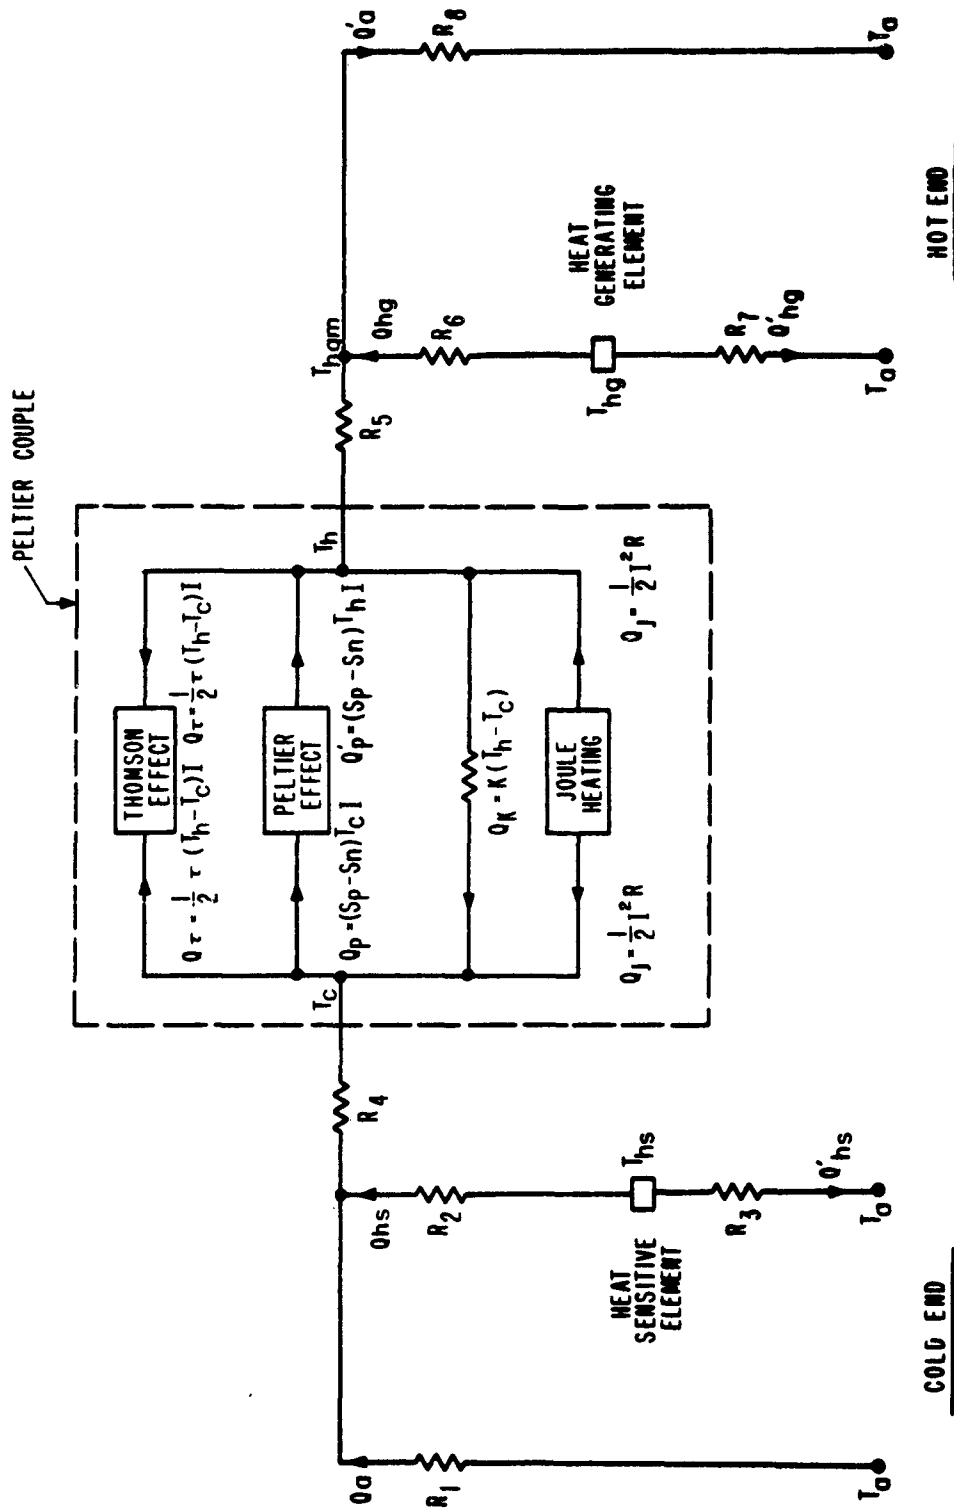 PELTIER COUPLE
THOMSON
EFFECT
Qτ = 1/2 τ (Th-Tc)I
Qτ = 1/2 τ (Th-Tc)I
PELTIER
EFFECT
Qp=(Sp-Sn)TcI
Q'p=(Sp-Sn)ThI
QK = K(Th-Tc)
JOULE
HEATING
QJ = 1/2 I²R
QJ = 1/2 I²R
Tc
Th
R4
R5
Thgm
Qa
R1
Ta
Qhs
R2
HEAT
SENSITIVE
ELEMENT
Ths
R3
Q'hs
Ta
Qhg
R6
HEAT
GENERATING
ELEMENT
Thg
R7
Q'hg
Ta
Q'a
R8
Ta
COLD END
HOT END